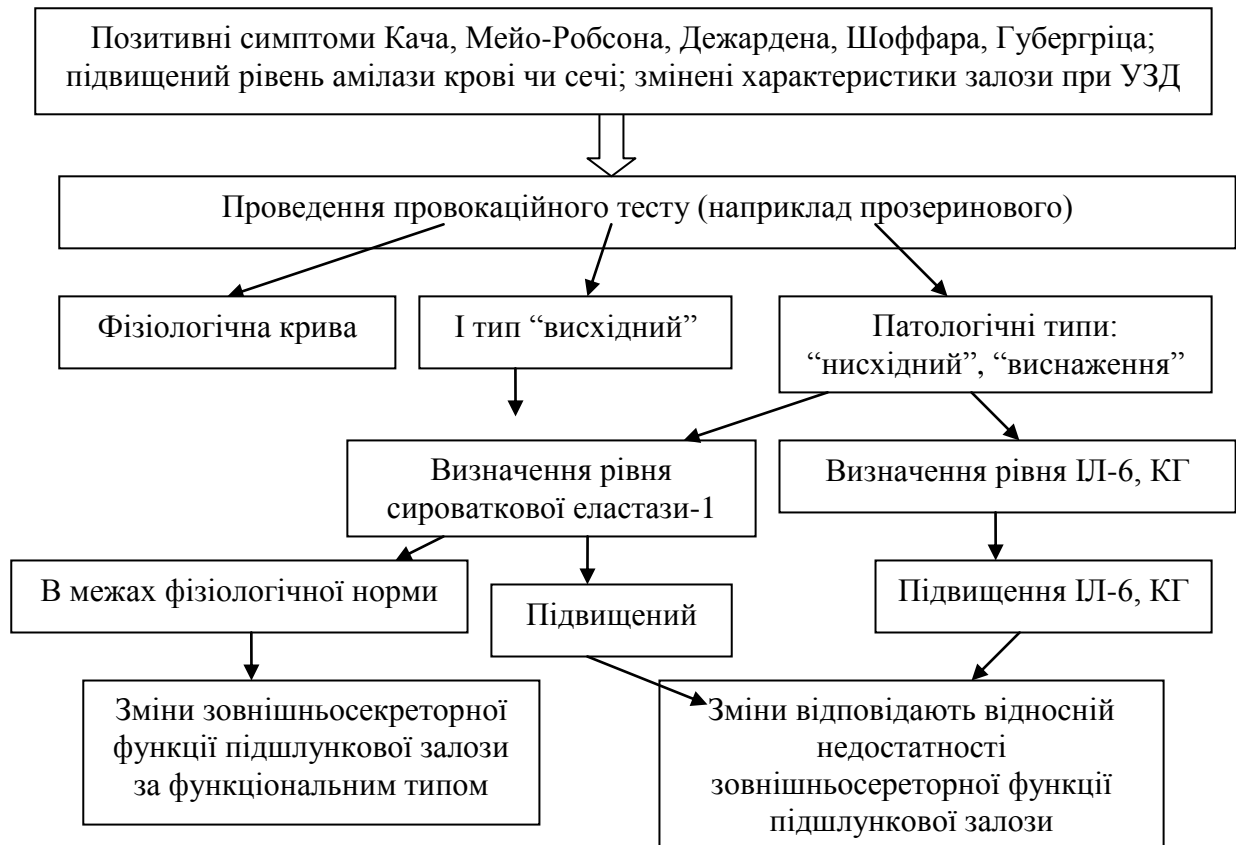 Позитивні симптоми Кача, Мейо-Робсона, Дежардена, Шоффара, Губергріца;
підвищений рівень амілази крові чи сечі; змінені характеристики залози при УЗД
Проведення провокаційного тесту (наприклад прозеринового)
Фізіологічна крива
І тип “висхідний”
Патологічні типи:
“нисхідний”, “виснаження”
Визначення рівня
сироваткової еластази-1
Визначення рівня ІЛ-6, КГ
В межах фізіологічної норми
Підвищений
Підвищення ІЛ-6, КГ
Зміни зовнішньосекреторної
функції підшлункової залози
за функціональним типом
Зміни відповідають відносній
недостатності
зовнішньосереторної функції
підшлункової залози